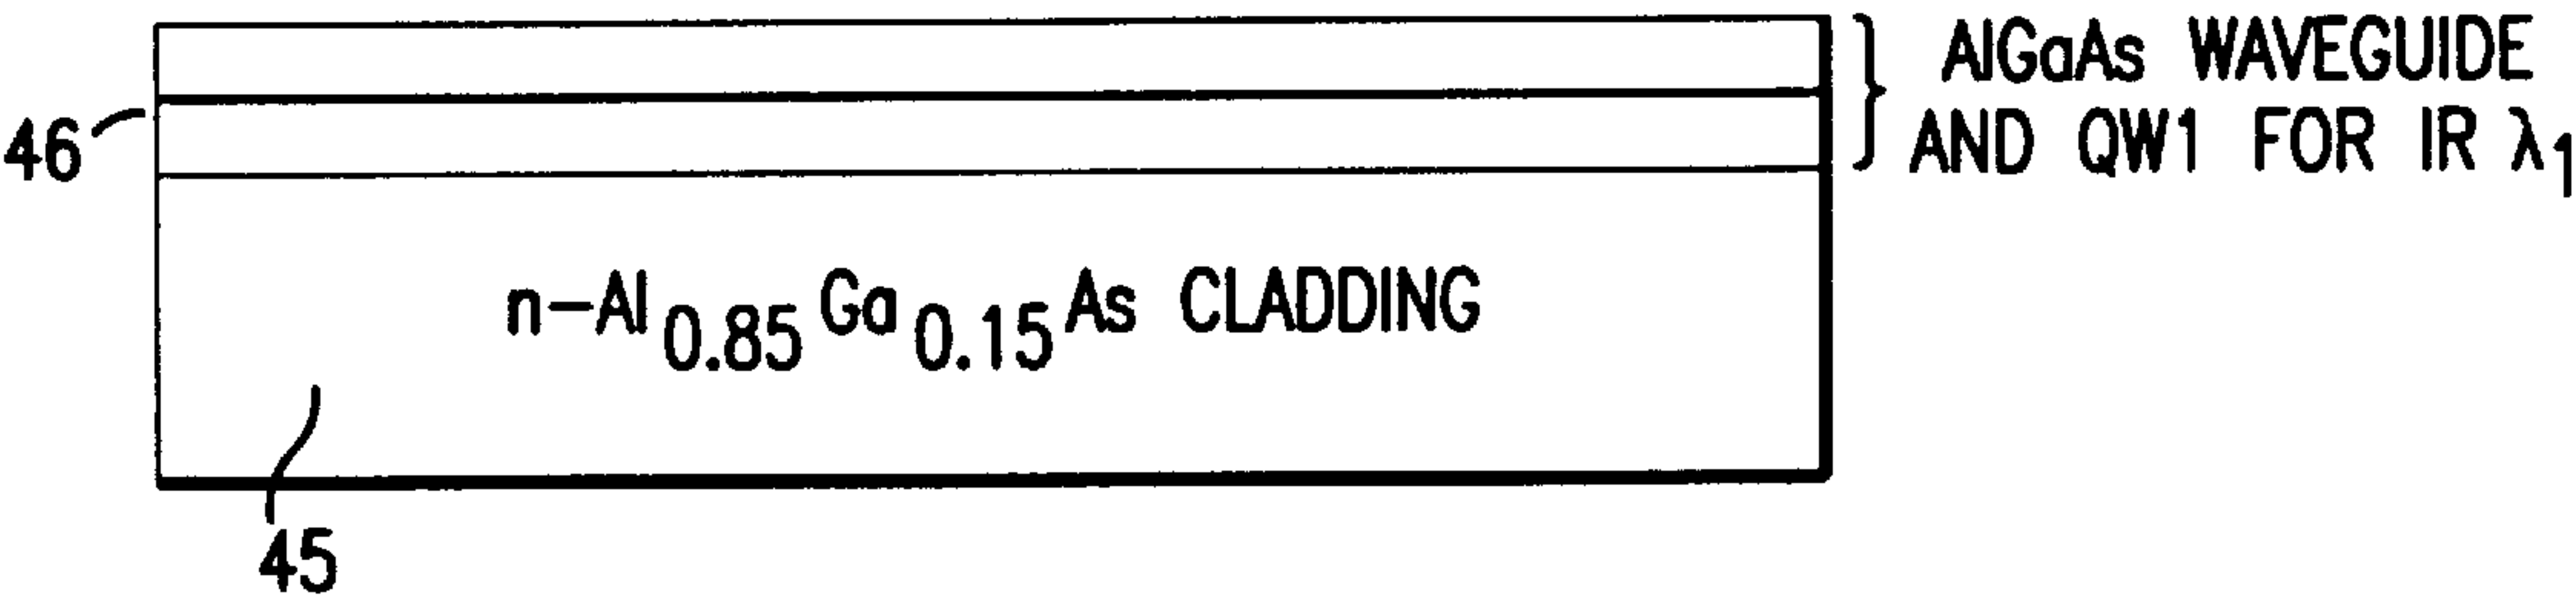 AlGaAs WAVEGUIDE
AND QW1 FOR IR λ1
46
n-Al0.85Ga0.15As CLADDING
45